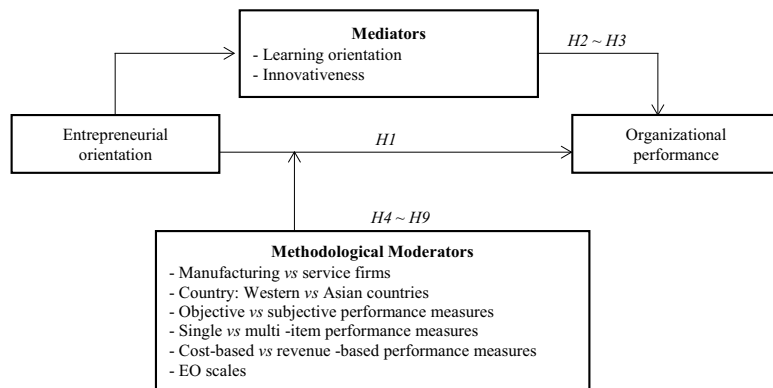 Mediators
- Learning orientation
- Innovativeness
H2 ~ H3
Entrepreneurial
orientation
H1
Organizational
performance
H4 ~ H9
Methodological Moderators
- Manufacturing vs service firms
- Country: Western vs Asian countries
- Objective vs subjective performance measures
- Single vs multi -item performance measures
- Cost-based vs revenue -based performance measures
- EO scales